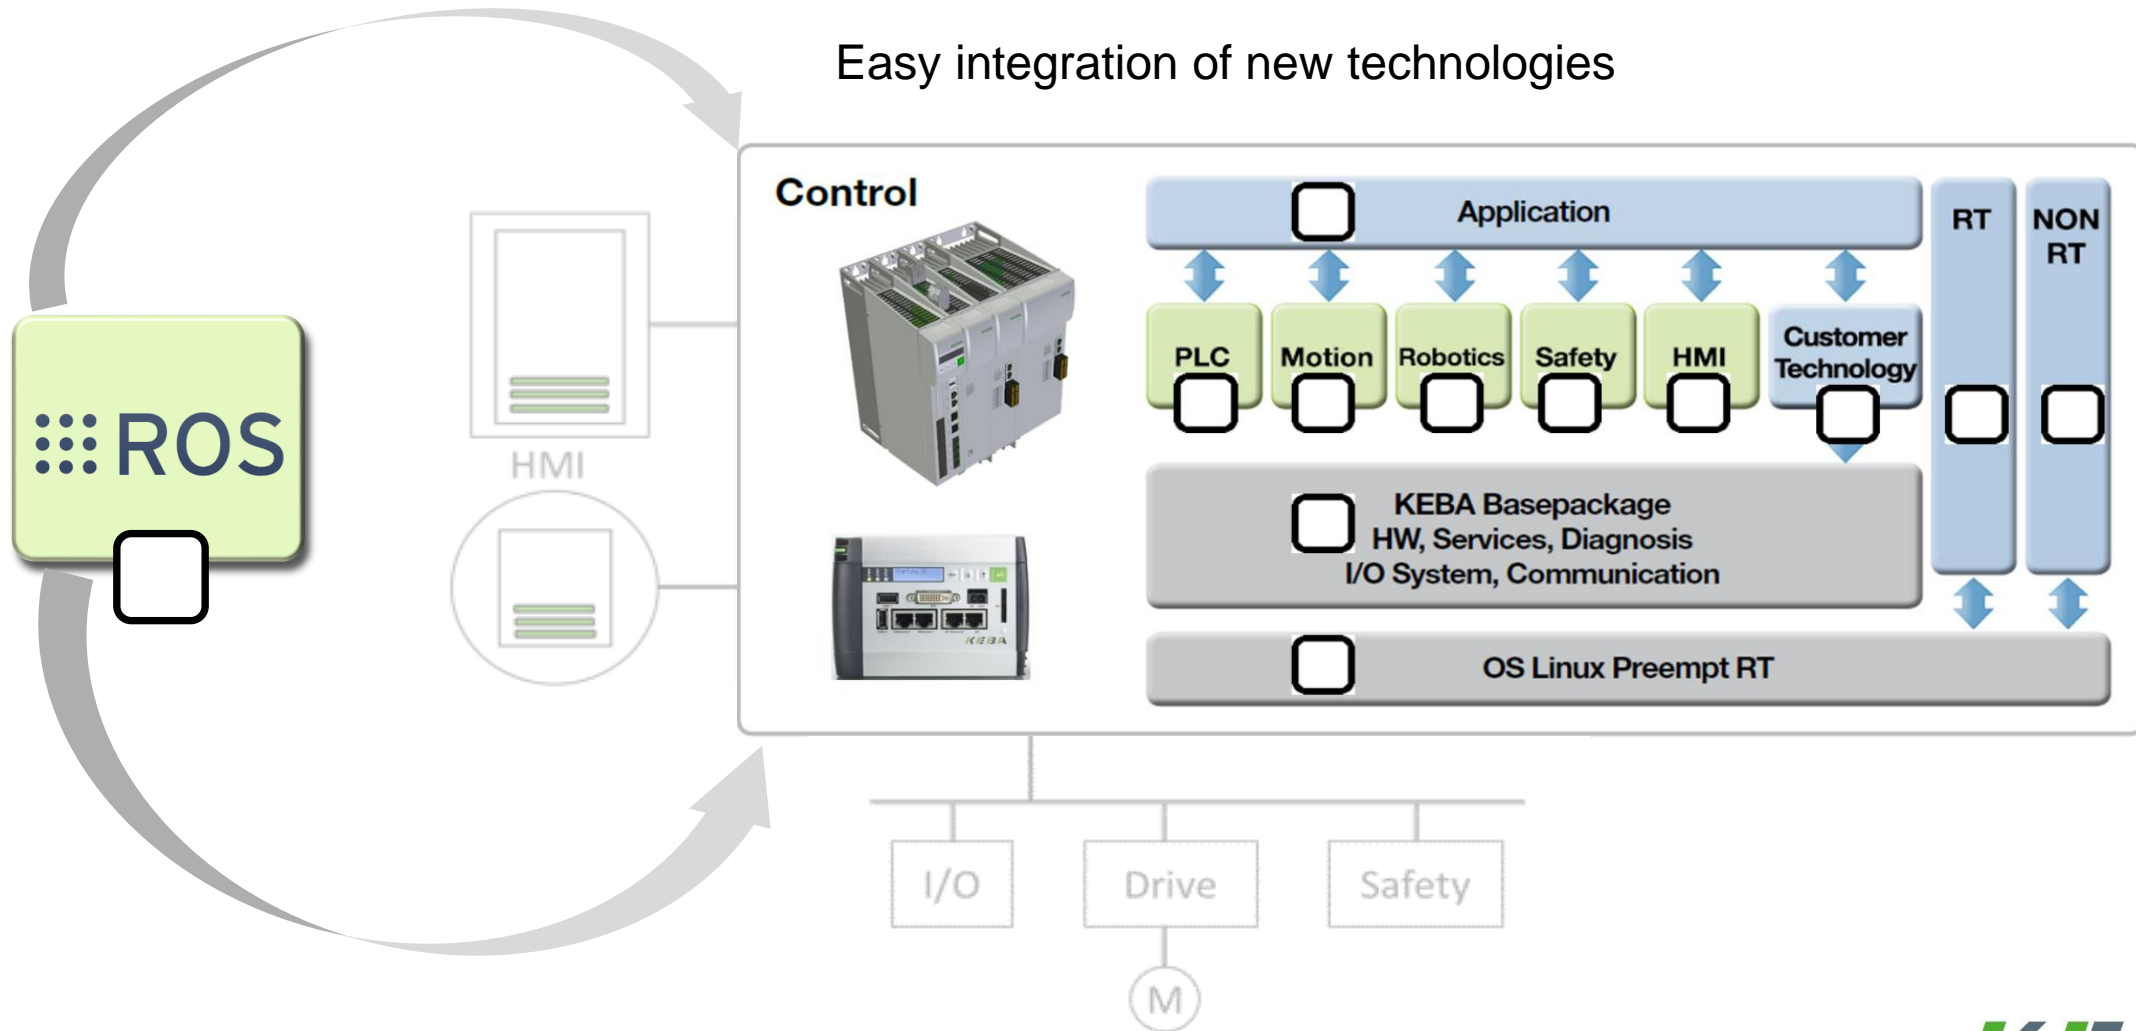 Easy integration of new technologies
Control
Application
RT
NON
RT
PLC
Motion
Robotics
Safety
HMI
Customer
Technology
ROS
HMI
KEBA Basepackage
HW, Services, Diagnosis
I/O System, Communication
KEBA
OS Linux Preempt RT
I/O
Drive
Safety
M